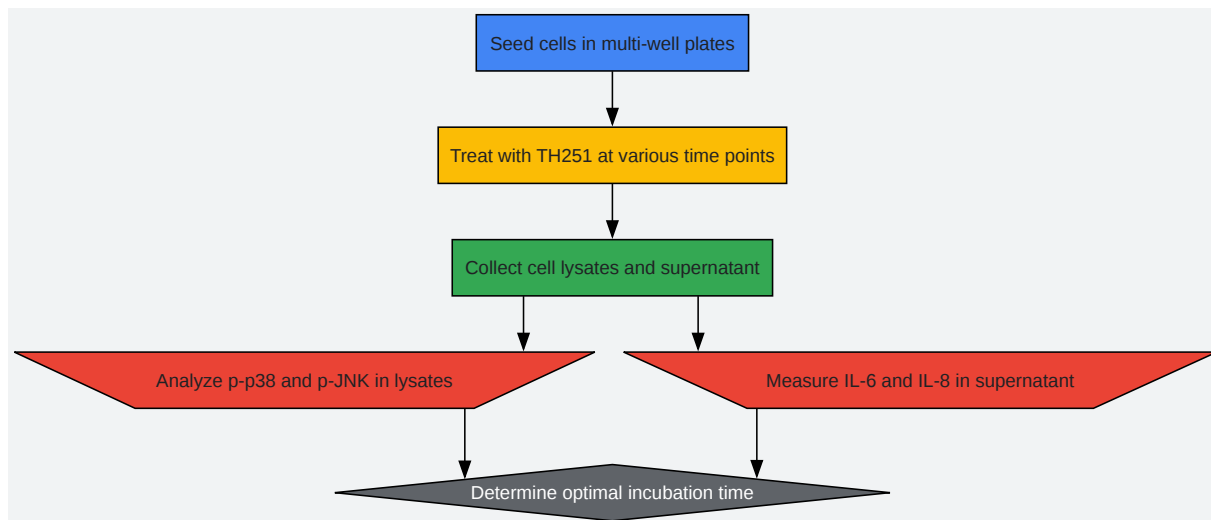 Seed cells in multi-well plates
Treat with TH251 at various time points
Collect cell lysates and supernatant
Analyze p-p38 and p-JNK in lysates
Measure IL-6 and IL-8 in supernatant
Determine optimal incubation time